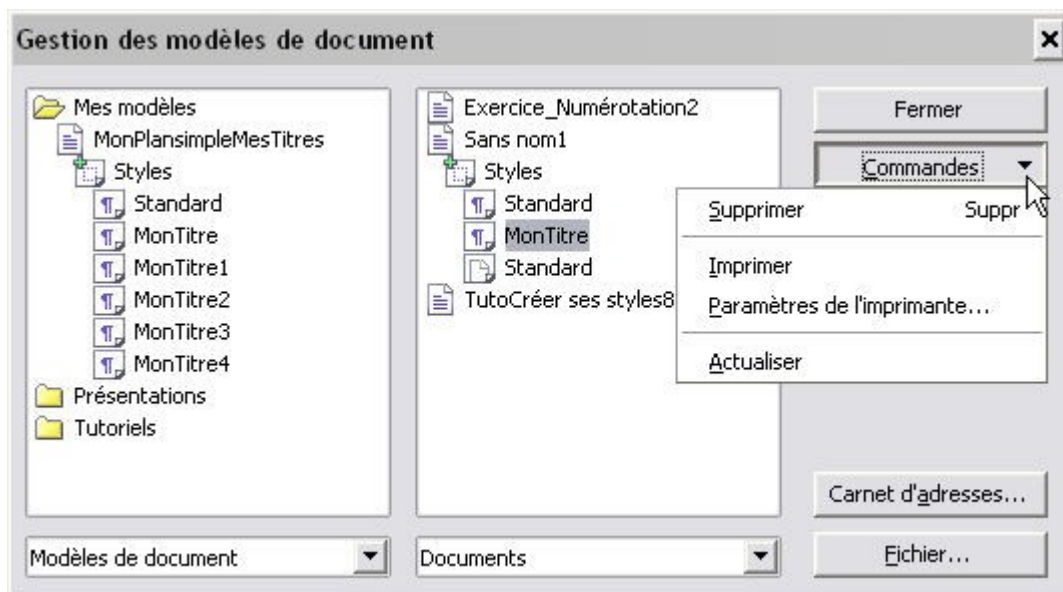 Gestion des modèles de document
Mes modèles
MonPlansimpleMesTitres
Styles
Standard
MonTitre
MonTitre1
MonTitre2
MonTitre3
MonTitre4
Présentations
Tutoriels
Modèles de document
Exercice_Numérotation2
Sans nom1
Styles
Standard
MonTitre
Standard
TutoCréer ses styles8
Documents
Fermer
Commandes
Supprimer Suppr
Imprimer
Paramètres de l'imprimante...
Actualiser
Carnet d'adresses...
Fichier...